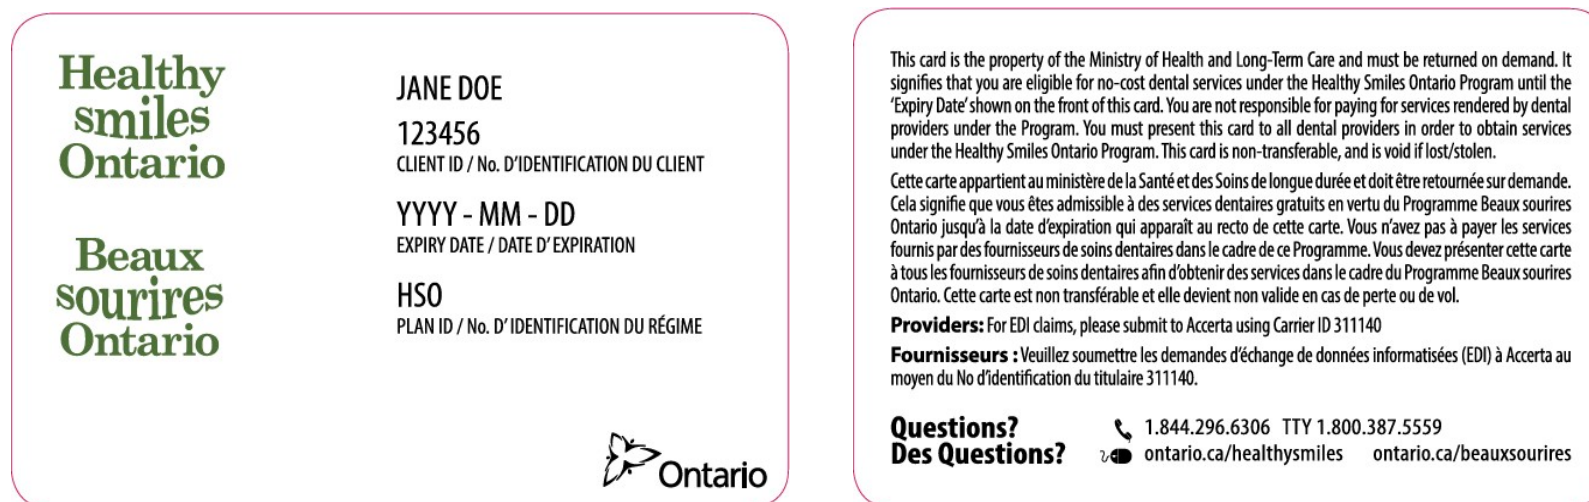 Healthy
smiles
Ontario
Beaux
sourires
Ontario
JANE DOE
123456
CLIENT ID / No. D'IDENTIFICATION DU CLIENT
YYYY - MM - DD
EXPIRY DATE / DATE D'EXPIRATION
HSO
PLAN ID / No. D'IDENTIFICATION DU RÉGIME
Ontario
This card is the property of the Ministry of Health and Long-Term Care and must be returned on demand. It
signifies that you are eligible for no-cost dental services under the Healthy Smiles Ontario Program until the
‘Expiry Date’ shown on the front of this card. You are not responsible for paying for services rendered by dental
providers under the Program. You must present this card to all dental providers in order to obtain services
under the Healthy Smiles Ontario Program. This card is non-transferable, and is void if lost/stolen.
Cette carte appartient au ministère de la Santé et des Soins de longue durée et doit être retournée sur demande.
Cela signifie que vous êtes admissible à des services dentaires gratuits en vertu du Programme Beaux sourires
Ontario jusqu’à la date d’expiration qui apparaît au recto de cette carte. Vous n’avez pas à payer les services
fournis par des fournisseurs de soins dentaires dans le cadre de ce Programme. Vous devez présenter cette carte
à tous les fournisseurs de soins dentaires afin d’obtenir des services dans le cadre du Programme Beaux sourires
Ontario. Cette carte est non transférable et elle devient non valide en cas de perte ou de vol.
Providers: For EDI claims, please submit to Accerta using Carrier ID 311140
Fournisseurs : Veuillez soumettre les demandes d’échange de données informatisées (EDI) à Accerta au
moyen du No d’identification du titulaire 311140.
Questions? 1.844.296.6306 TTY 1.800.387.5559
Des Questions? ontario.ca/healthysmiles ontario.ca/beauxsourires